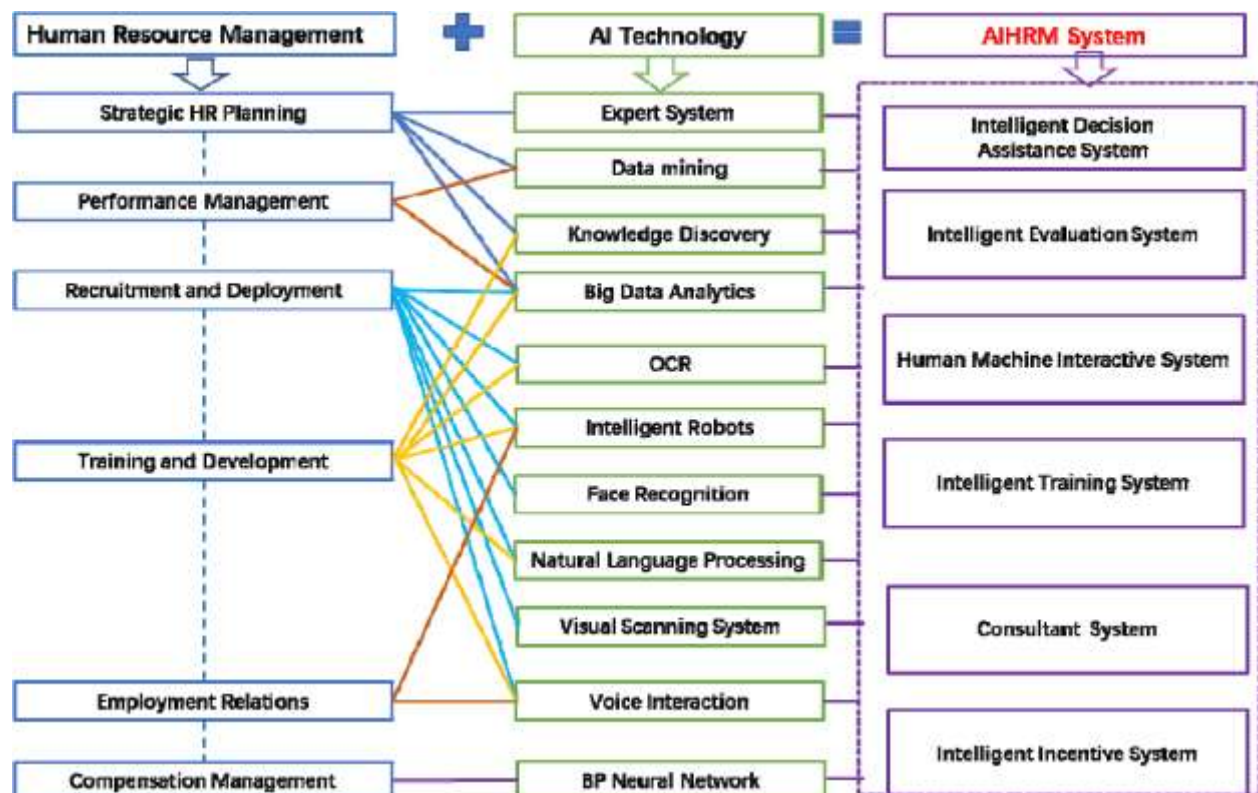 Human Resource Management
AI Technology
AIHRM System
Strategic HR Planning
Performance Management
Recruitment and Deployment
Training and Development
Employment Relations
Compensation Management
Expert System
Data mining
Knowledge Discovery
Big Data Analytics
OCR
Intelligent Robots
Face Recognition
Natural Language Processing
Visual Scanning System
Voice Interaction
BP Neural Network
Intelligent Decision
Assistance System
Intelligent Evaluation System
Human Machine Interactive System
Intelligent Training System
Consultant System
Intelligent Incentive System